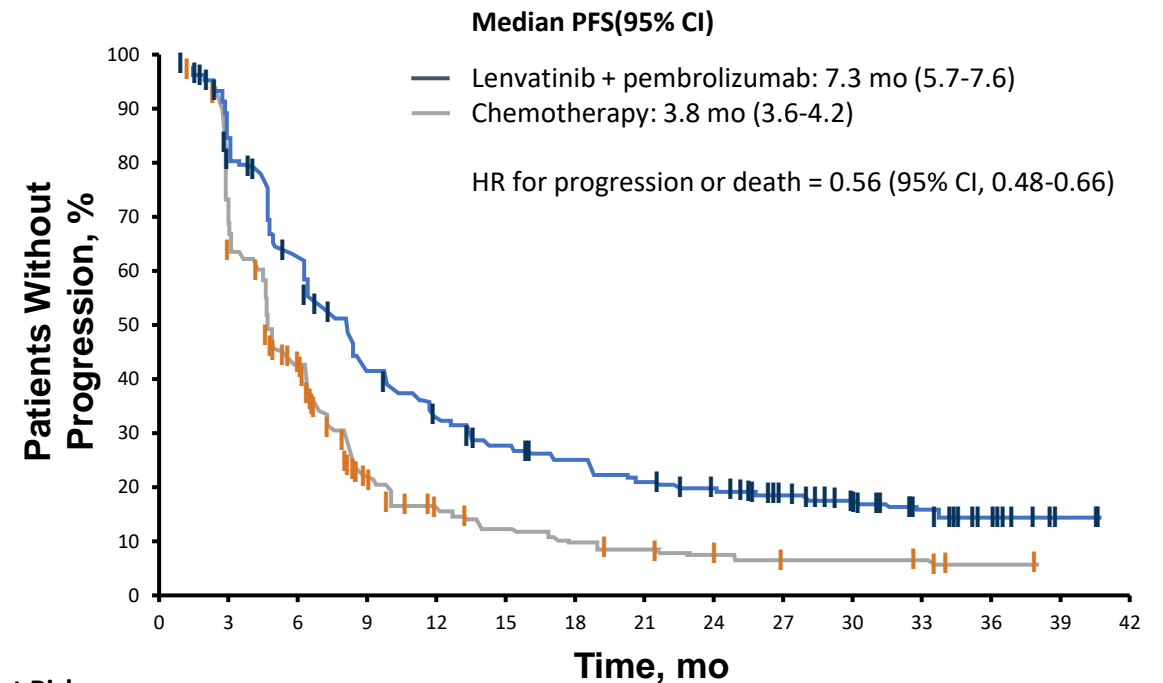 Median PFS(95% CI)
Lenvatinib + pembrolizumab: 7.3 mo (5.7-7.6)
Chemotherapy: 3.8 mo (3.6-4.2)
HR for progression or death = 0.56 (95% CI, 0.48-0.66)
Patients Without
Progression, %
100
90
80
70
60
50
40
30
20
10
0
0 3 6 9 12 15 18 21 24 27 30 33 36 39 42
Time, mo